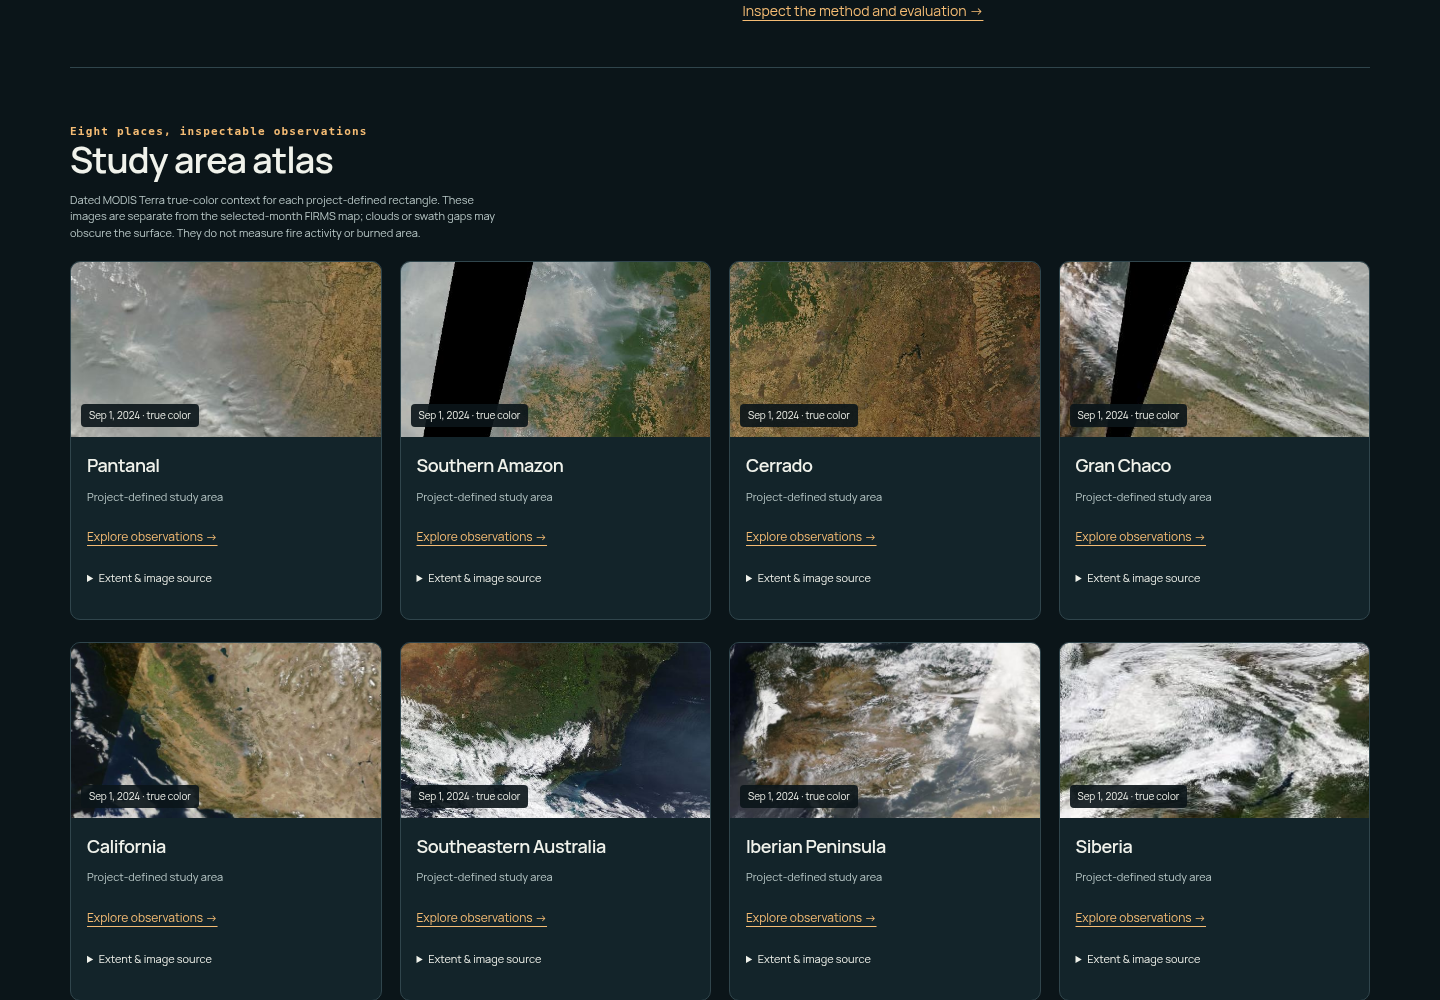 Inspect the method and evaluation →
Eight places, inspectable observations
Study area atlas
Dated MODIS Terra true-color context for each project-defined rectangle. These
images are separate from the selected-month FIRMS map; clouds or swath gaps may
obscure the surface. They do not measure fire activity or burned area.
Sep 1, 2024 · true color
Pantanal
Project-defined study area
Explore observations →
▶ Extent & image source
Sep 1, 2024 · true color
Southern Amazon
Project-defined study area
Explore observations →
▶ Extent & image source
Sep 1, 2024 · true color
Cerrado
Project-defined study area
Explore observations →
▶ Extent & image source
Sep 1, 2024 · true color
Gran Chaco
Project-defined study area
Explore observations →
▶ Extent & image source
Sep 1, 2024 · true color
California
Project-defined study area
Explore observations →
▶ Extent & image source
Sep 1, 2024 · true color
Southeastern Australia
Project-defined study area
Explore observations →
▶ Extent & image source
Sep 1, 2024 · true color
Iberian Peninsula
Project-defined study area
Explore observations →
▶ Extent & image source
Sep 1, 2024 · true color
Siberia
Project-defined study area
Explore observations →
▶ Extent & image source